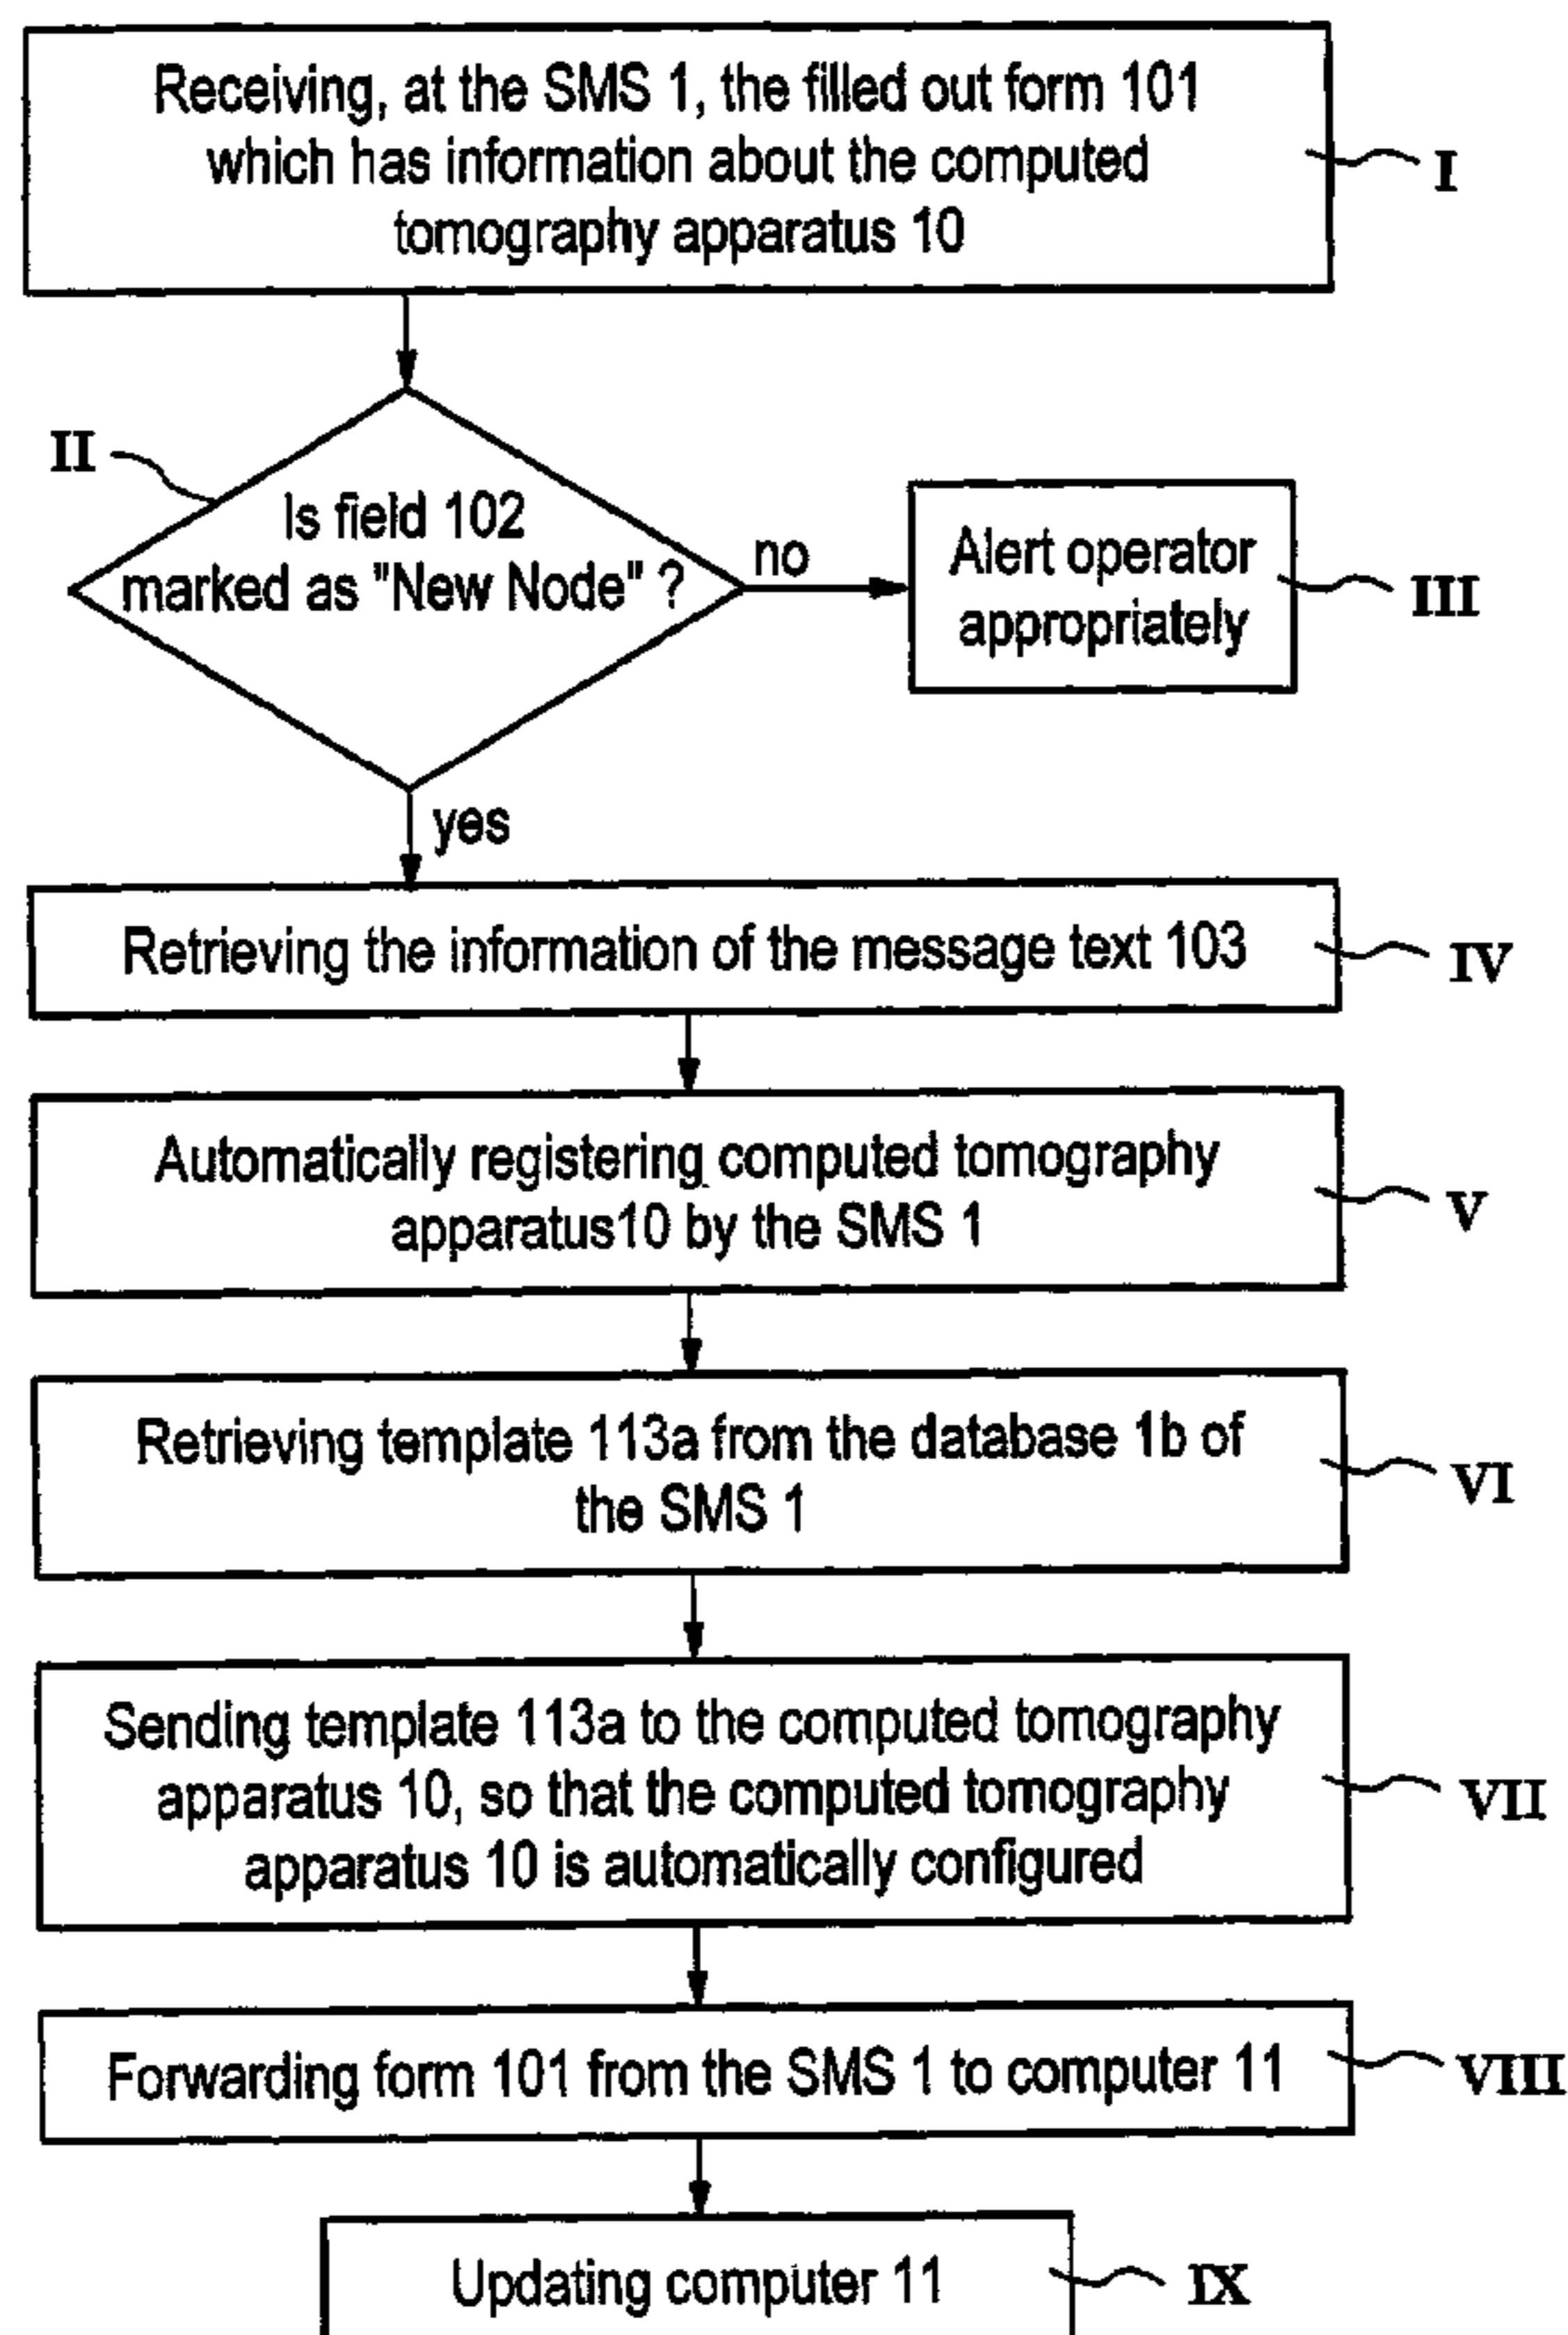 Receiving, at the SMS 1, the filled out form 101
which has information about the computed
tomography apparatus 10
I
II
Is field 102
marked as "New Node" ?
no
Alert operator
appropriately
III
yes
Retrieving the information of the message text 103
IV
Automatically registering computed tomography
apparatus10 by the SMS 1
V
Retrieving template 113a from the database 1b of
the SMS 1
VI
Sending template 113a to the computed tomography
apparatus 10, so that the computed tomography
apparatus 10 is automatically configured
VII
Forwarding form 101 from the SMS 1 to computer 11
VIII
Updating computer 11
IX